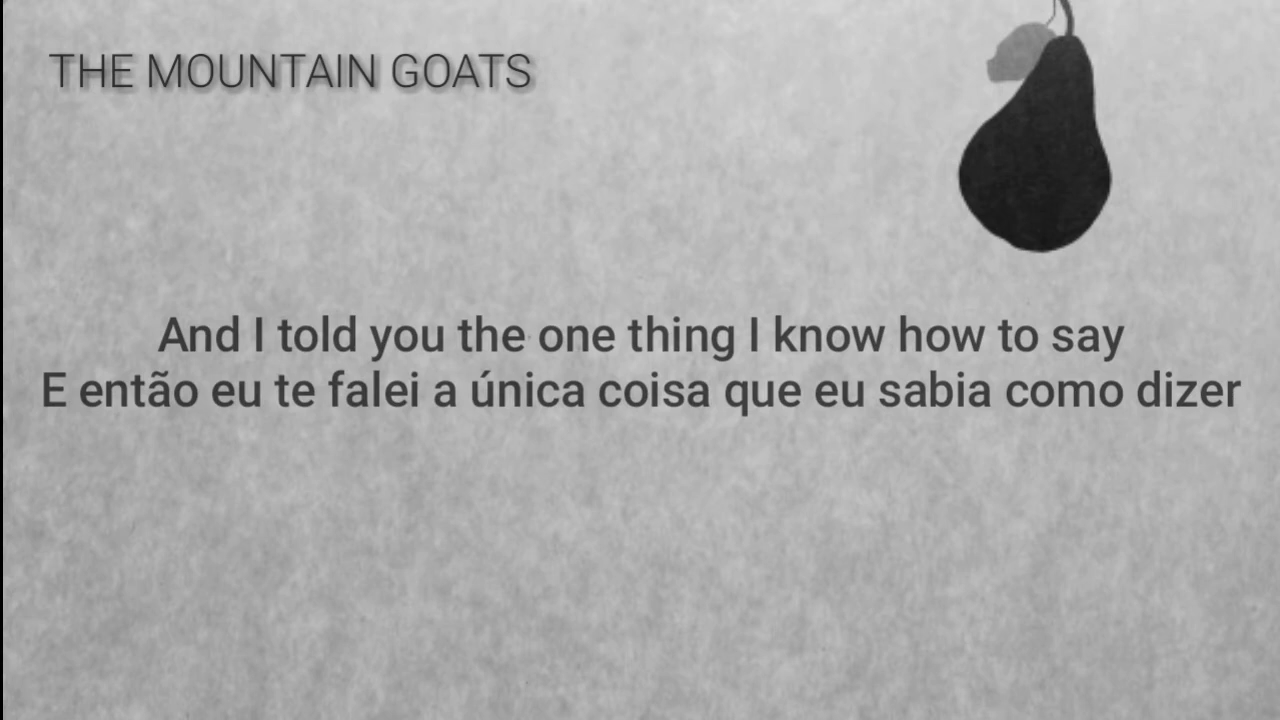 THE MOUNTAIN GOATS
And I told you the one thing I know how to say
E então eu te falei a única coisa que eu sabia como dizer